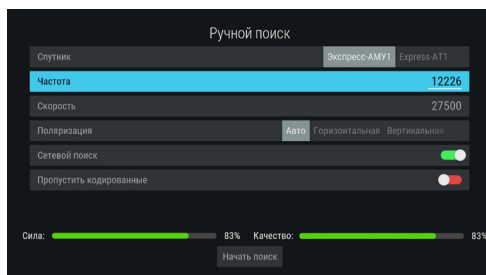 Ручной поиск
Спутник Экспресс-АМУ1 Express-AT1
Частота 12226
Скорость 27500
Поляризация Авто Горизонтальная Вертикальная
Сетевой поиск
Пропустить кодированные
Сила: 83% Качество: 83%
Начать поиск